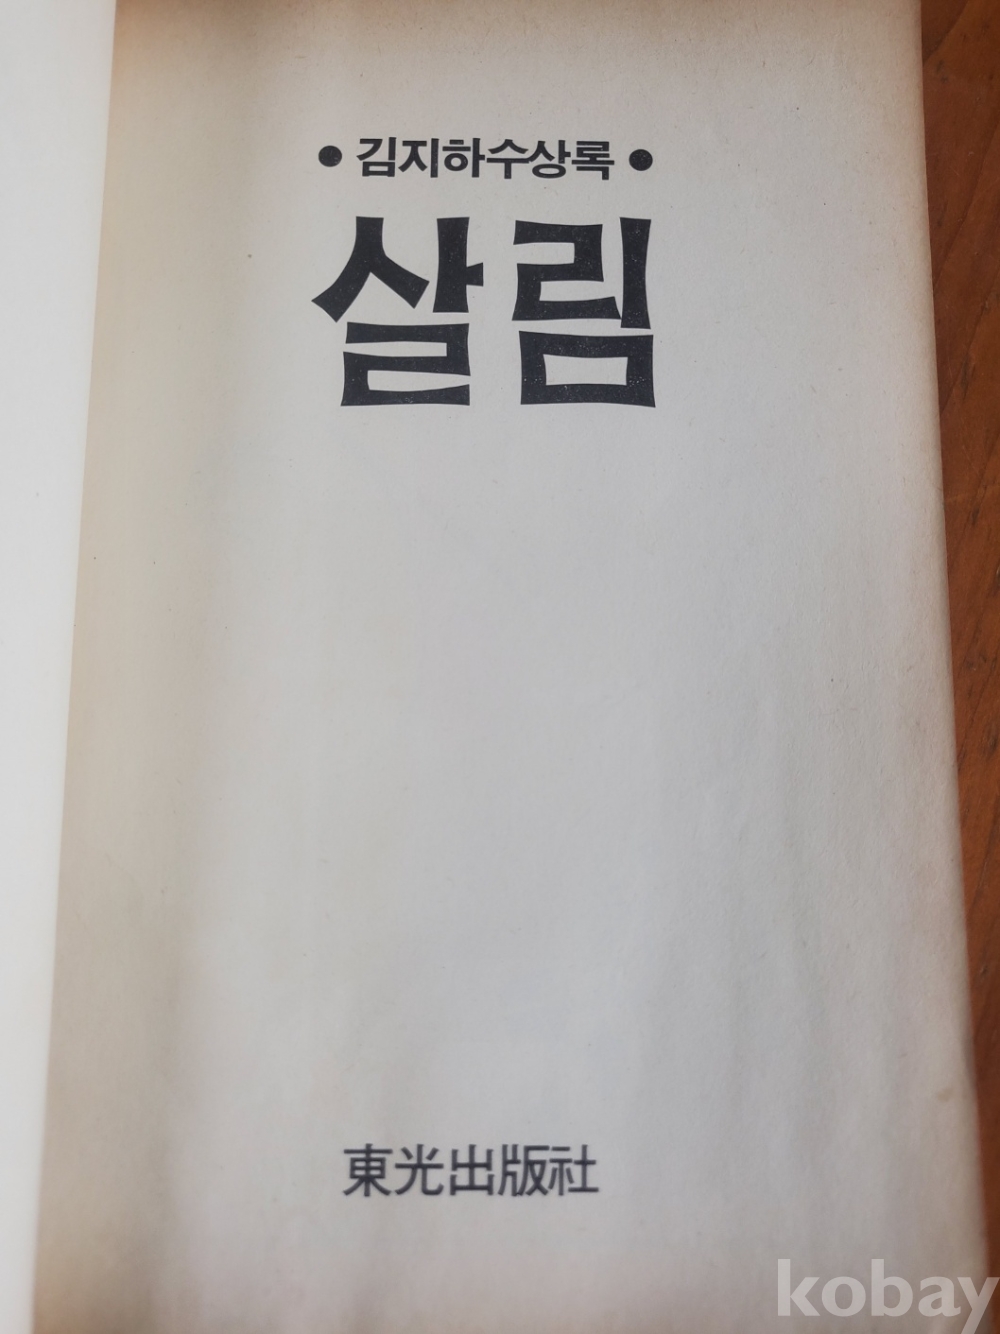 • 김지하수상록 •
살림
東光出版社
kobay